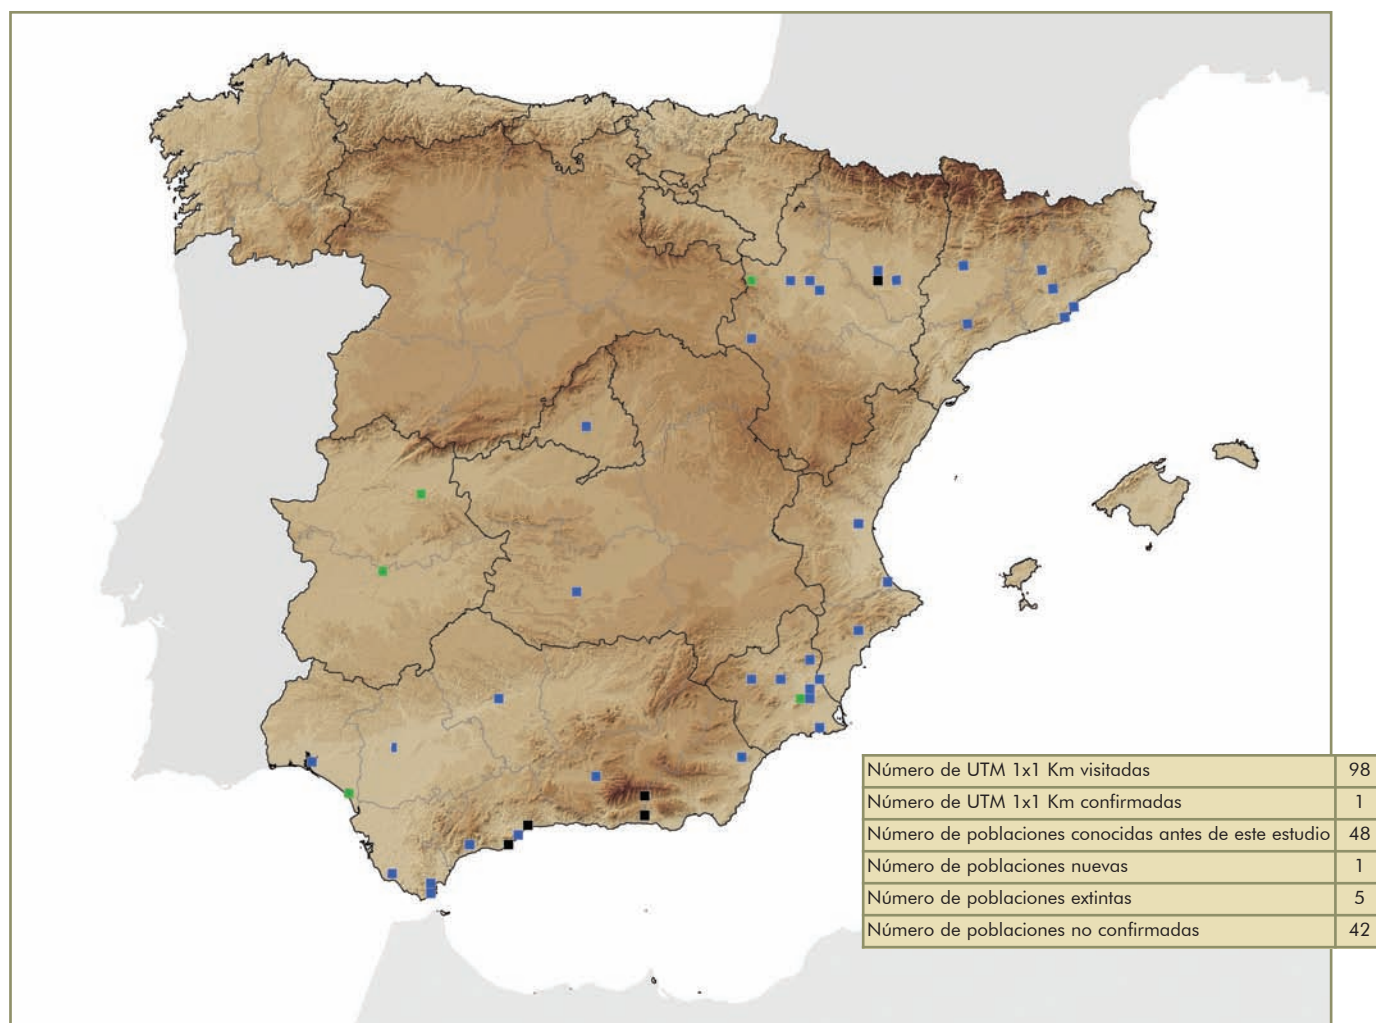 Número de UTM 1x1 Km visitadas 98
Número de UTM 1x1 Km confirmadas 1
Número de poblaciones conocidas antes de este estudio 48
Número de poblaciones nuevas 1
Número de poblaciones extintas 5
Número de poblaciones no confirmadas 42